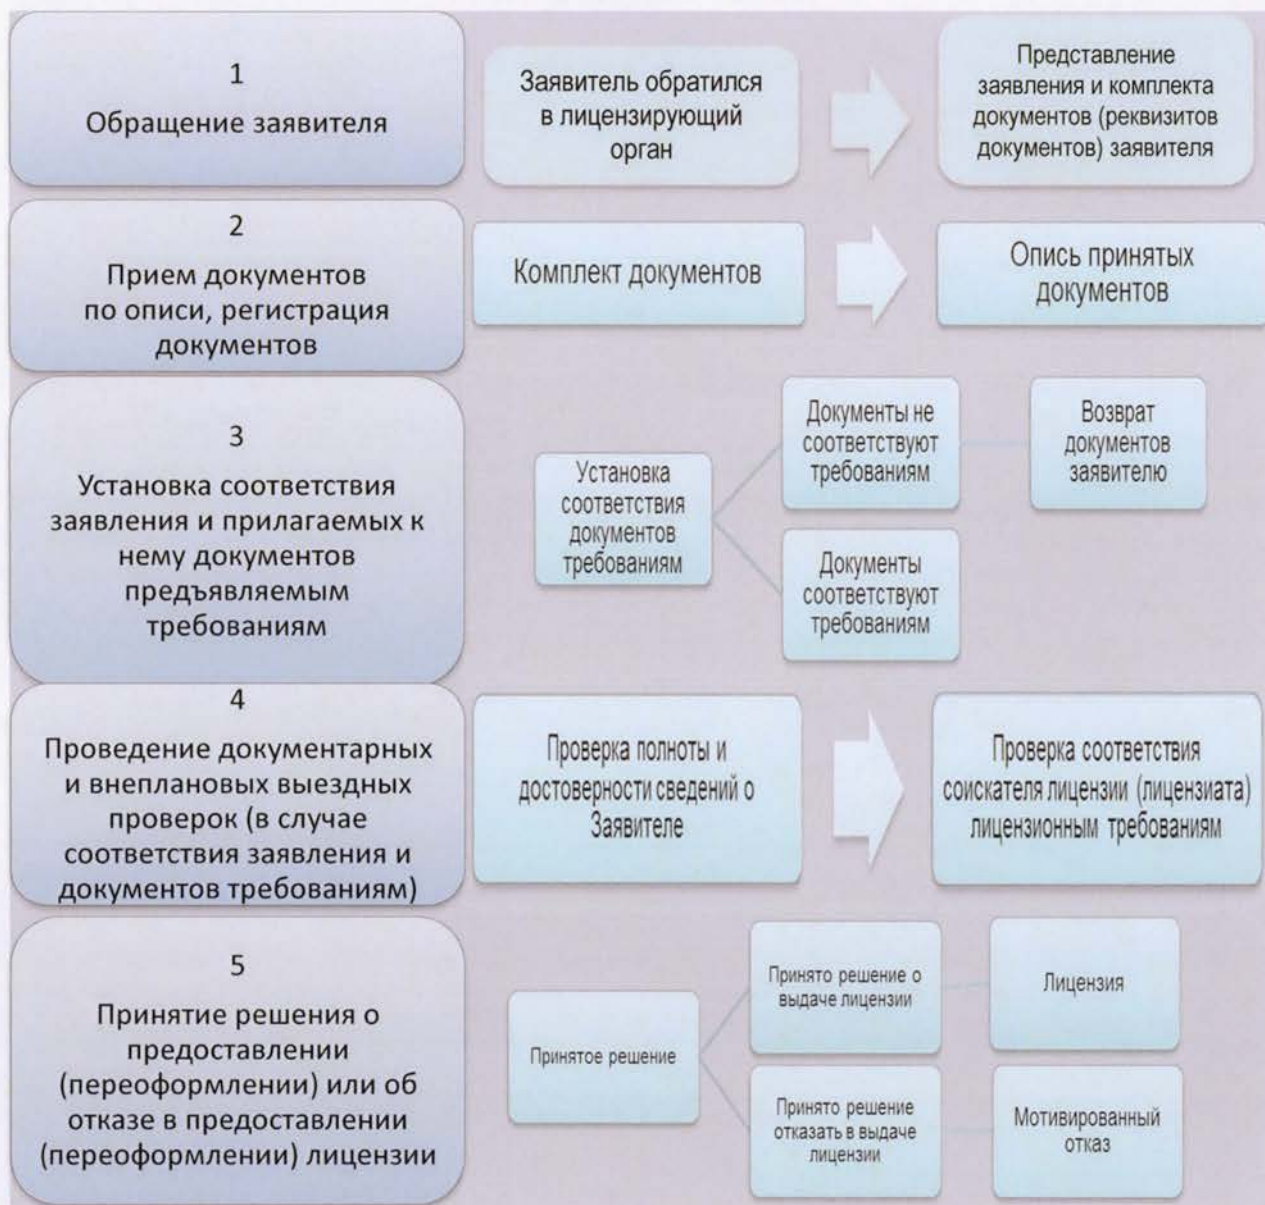 1
Обращение заявителя
Заявитель обратился
в лицензирующий
орган
Представление
заявления и комплекта
документов (реквизитов
документов) заявителя
2
Прием документов
по описи, регистрация
документов
Комплект документов
Опись принятых
документов
3
Установка соответствия
заявления и прилагаемых к
нему документов
предъявляемым
требованиям
Установка
соответствия
документов
требованиям
Документы не
соответствуют
требованиям
Возврат
документов
заявителю
Документы
соответствуют
требованиям
4
Проведение документарных
и внеплановых выездных
проверок (в случае
соответствия заявления и
документов требованиям)
Проверка полноты и
достоверности сведений о
Заявителе
Проверка соответствия
соискателя лицензии (лицензиата)
лицензионным требованиям
5
Принятие решения о
предоставлении
(переоформлении) или об
отказе в предоставлении
(переоформлении) лицензии
Принятое решение
Принято решение о
выдаче лицензии
Лицензия
Принято решение
отказать в выдаче
лицензии
Мотивированный
отказ